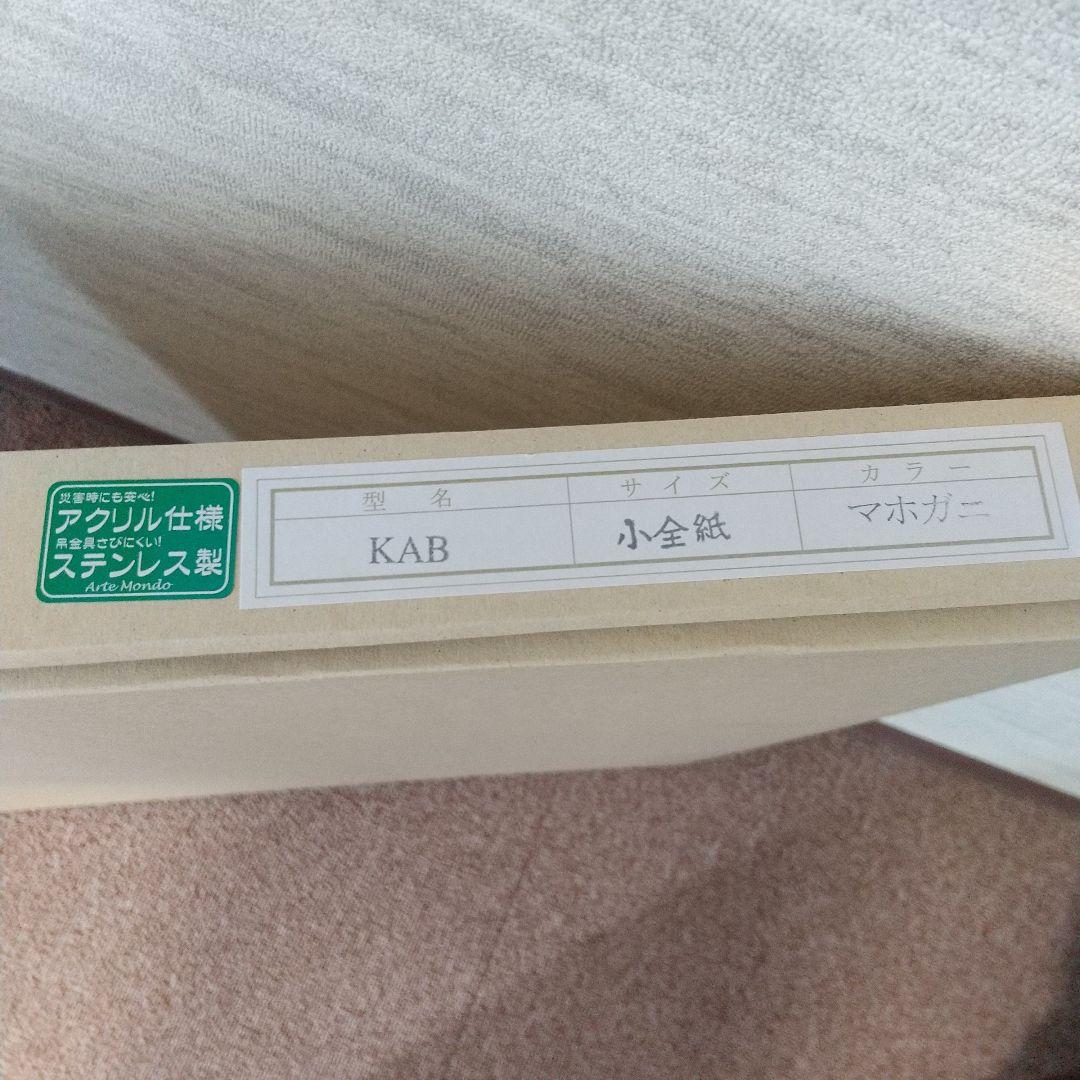 災害時にも安心!
アクリル仕様
吊金具さびにくい!
ステンレス製
Arte Mondo
型名 サイズ カラー
KAB 小全紙 マホガニ